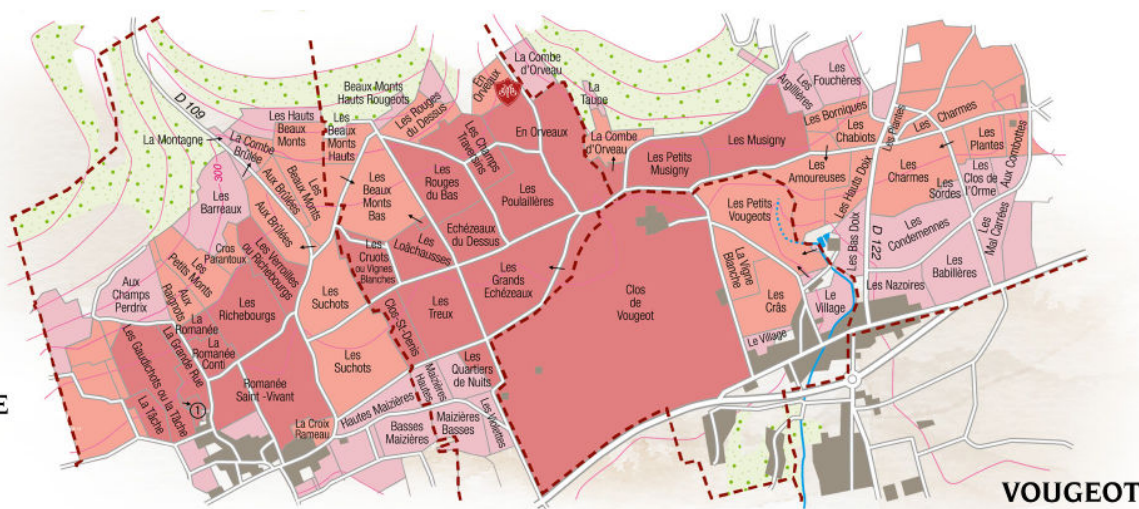 La Combe
d'Orveau
En
Orveaux
Beaux Monts
Hauts Rougeots
Les Rouges
du Dessus
La
Taupe
Les
Argillières
Les
Fouchères
D 109
La Montagne
La Combe
Brûlée
Les Hauts
Beaux
Monts
Les
Beaux
Monts
Hauts
Les Champs
Traversins
En Orveaux
La Combe
d'Orveau
Les Musigny
Les Borniques
Les
Chabiots
Les Plantes
Les Charmes
Les
Plantes
Aux Combottes
300
Les
Barreaux
Aux Brûlées
Les
Beaux Monts
Aux Brûlées
Les
Beaux
Monts
Bas
Les
Rouges
du Bas
Les
Poulaillères
Les Petits
Musigny
Les
Amoureuses
Les Hauts Doix
Les
Charmes
Les
Sordes
Les
Clos de
l'Orme
Echézeaux
du Dessus
Les
Loâchausses
Les
Cruots
ou Vignes
Blanches
Les Petits
Vougeots
Les Bas Doix
D 122
Les
Condemennes
Les
Mal Carrées
Cros
Parantoux
Les Verroilles
ou Richebourgs
Les
Petits Monts
Aux
Raignots
Aux
Champs
Perdrix
Les
Richebourg
Les
Suchots
Les
Grands
Echézeaux
Clos
de
Vougeot
La Vigne
Blanche
Les
Crâs
Le
Village
Les Nazoires
Les
Babillères
La
Romanée
La
Romanée
Conti
La Grande Rue
Les Gaudichots ou la Tâche
La Tâche
1
Romanée
Saint -Vivant
Les
Suchots
Clos-St-Denis
Les
Treux
Les
Quartiers
de Nuits
Le Village
La Croix
Rameau
Hautes Maizières
Maizières
Hautes
Basses
Maizières
Maizières
Basses
Les Violettes
E
VOUGEOT